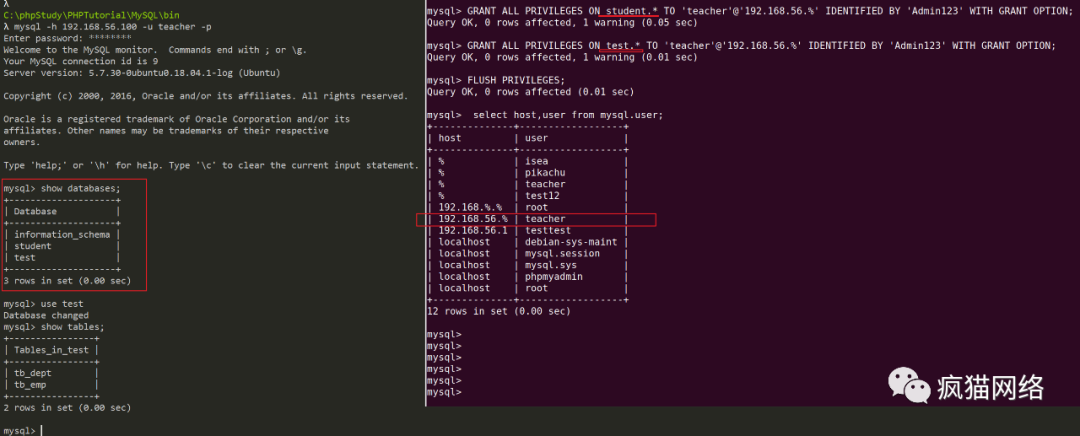 λ
C:\phpStudy\PHPTutorial\MySQL\bin
λ mysql -h 192.168.56.100 -u teacher -p
Enter password: ********
Welcome to the MySQL monitor.  Commands end with ; or \g.
Your MySQL connection id is 9
Server version: 5.7.30-0ubuntu0.18.04.1-log (Ubuntu)

Copyright (c) 2000, 2016, Oracle and/or its affiliates. All rights reserved.

Oracle is a registered trademark of Oracle Corporation and/or its
affiliates. Other names may be trademarks of their respective
owners.

Type 'help;' or '\h' for help. Type '\c' to clear the current input statement.

mysql> show databases;
+--------------------+
| Database           |
+--------------------+
| information_schema |
| student            |
| test               |
+--------------------+
3 rows in set (0.00 sec)

mysql> use test
Database changed
mysql> show tables;
+----------------+
| Tables_in_test |
+----------------+
| tb_dept        |
| tb_emp         |
+----------------+
2 rows in set (0.00 sec)

mysql>
mysql> GRANT ALL PRIVILEGES ON student.* TO 'teacher'@'192.168.56.%' IDENTIFIED BY 'Admin123' WITH GRANT OPTION;
Query OK, 0 rows affected, 1 warning (0.05 sec)

mysql> GRANT ALL PRIVILEGES ON test.* TO 'teacher'@'192.168.56.%' IDENTIFIED BY 'Admin123' WITH GRANT OPTION;
Query OK, 0 rows affected, 1 warning (0.01 sec)

mysql> FLUSH PRIVILEGES;
Query OK, 0 rows affected (0.01 sec)

mysql>  select host,user from mysql.user;
+--------------+------------------+
| host         | user             |
+--------------+------------------+
| %            | isea             |
| %            | pikachu          |
| %            | teacher          |
| %            | test12           |
| 192.168.%.%  | root             |
| 192.168.56.% | teacher          |
| 192.168.56.1 | testtest         |
| localhost    | debian-sys-maint |
| localhost    | mysql.session    |
| localhost    | mysql.sys        |
| localhost    | phpmyadmin       |
| localhost    | root             |
+--------------+------------------+
12 rows in set (0.00 sec)

mysql>
mysql>
mysql>
mysql>
mysql>
mysql>
疯猫网络